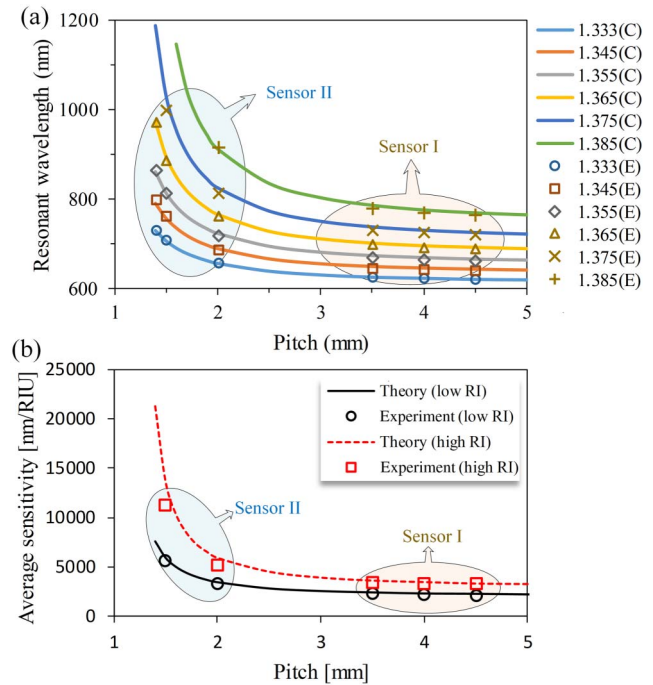 (a)
1200
1000
800
600
Resonant wavelength (nm)
Sensor II
Sensor I
1 2 3 4 5
Pitch (mm)
1.333(C)
1.345(C)
1.355(C)
1.365(C)
1.375(C)
1.385(C)
1.333(E)
1.345(E)
1.355(E)
1.365(E)
1.375(E)
1.385(E)
(b)
25000
20000
15000
10000
5000
0
Average sensitivity [nm/RIU]
Theory (low RI)
Experiment (low RI)
Theory (high RI)
Experiment (high RI)
Sensor II
Sensor I
1 2 3 4 5
Pitch [mm]